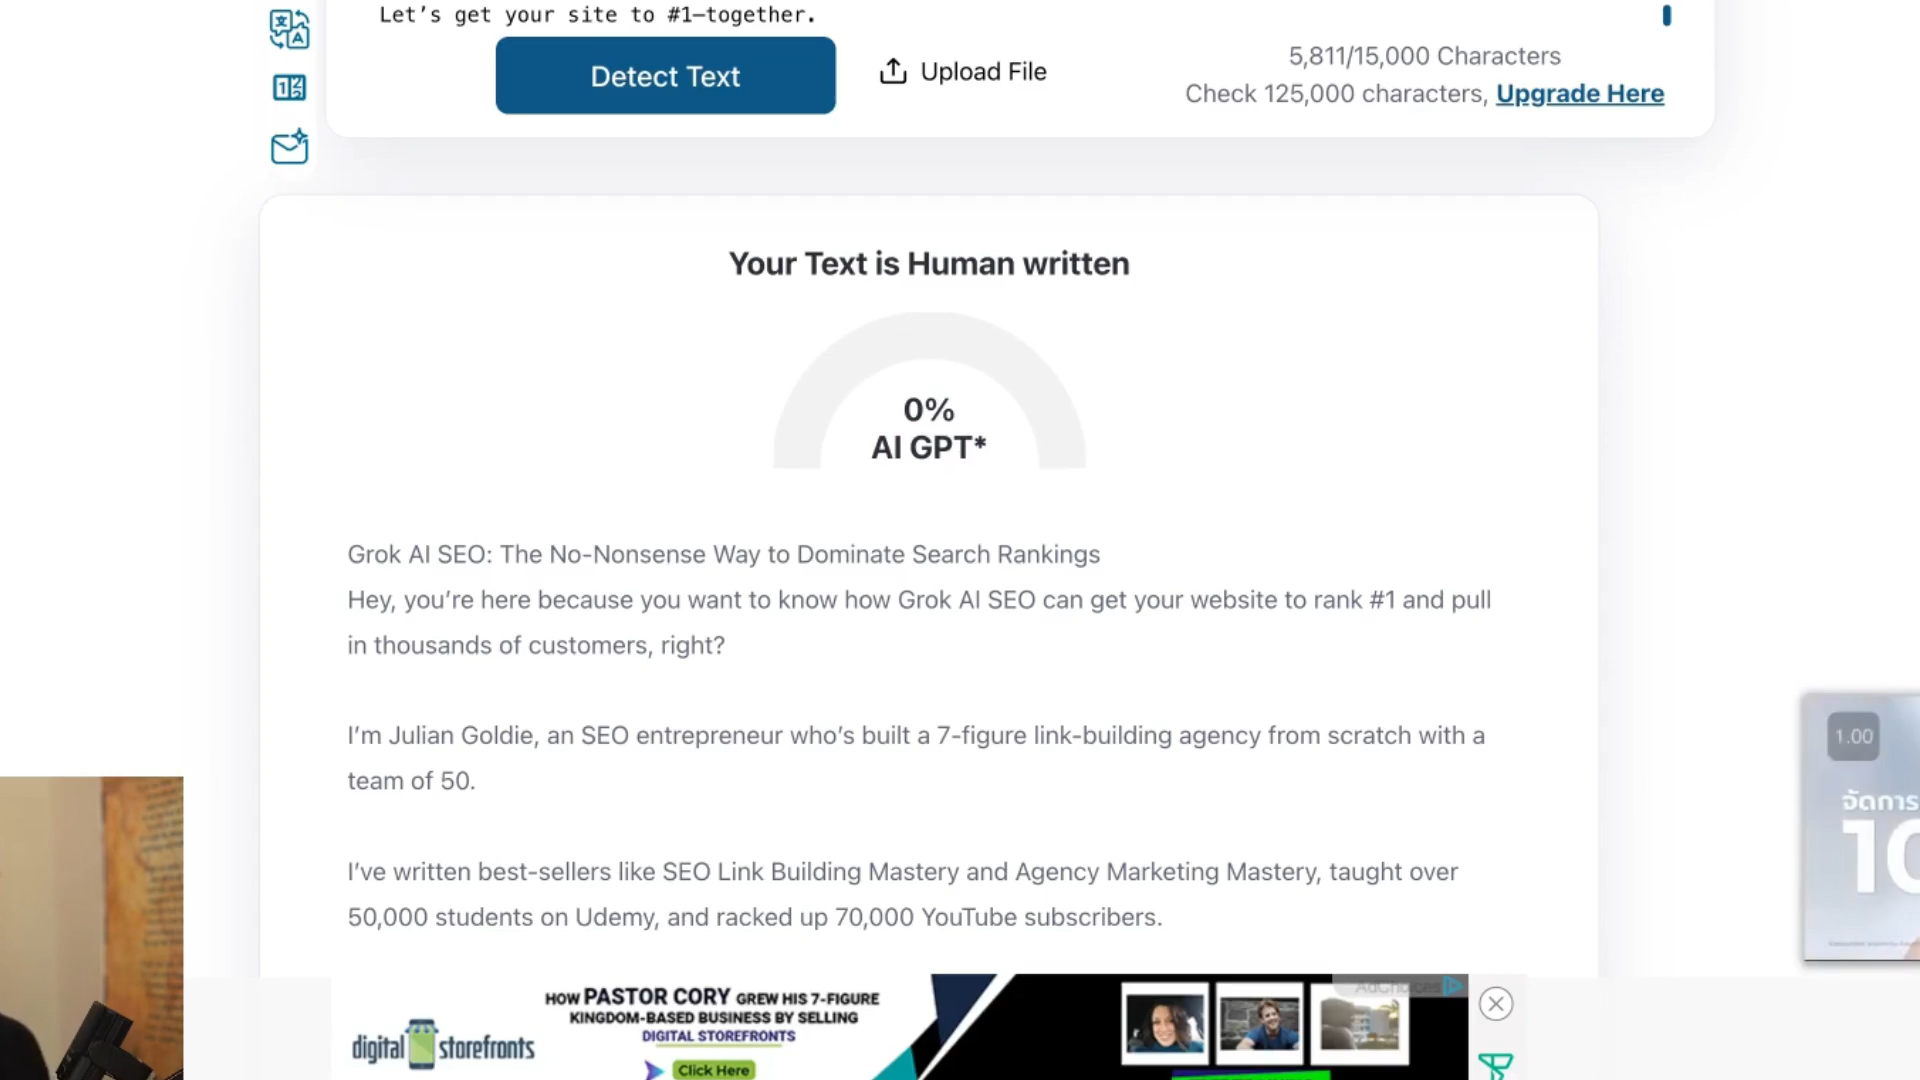 Let's get your site to #1—together.
Detect Text
Upload File
5,811/15,000 Characters
Check 125,000 characters, Upgrade Here
Your Text is Human written
0%
AI GPT*
Grok AI SEO: The No-Nonsense Way to Dominate Search Rankings
Hey, you're here because you want to know how Grok AI SEO can get your website to rank #1 and pull
in thousands of customers, right?
I'm Julian Goldie, an SEO entrepreneur who's built a 7-figure link-building agency from scratch with a
team of 50.
I've written best-sellers like SEO Link Building Mastery and Agency Marketing Mastery, taught over
50,000 students on Udemy, and racked up 70,000 YouTube subscribers.
1.00
จัดการ
10
AdChoices
HOW PASTOR CORY GREW HIS 7-FIGURE
KINGDOM-BASED BUSINESS BY SELLING
DIGITAL STOREFRONTS
digital storefronts
Click Here